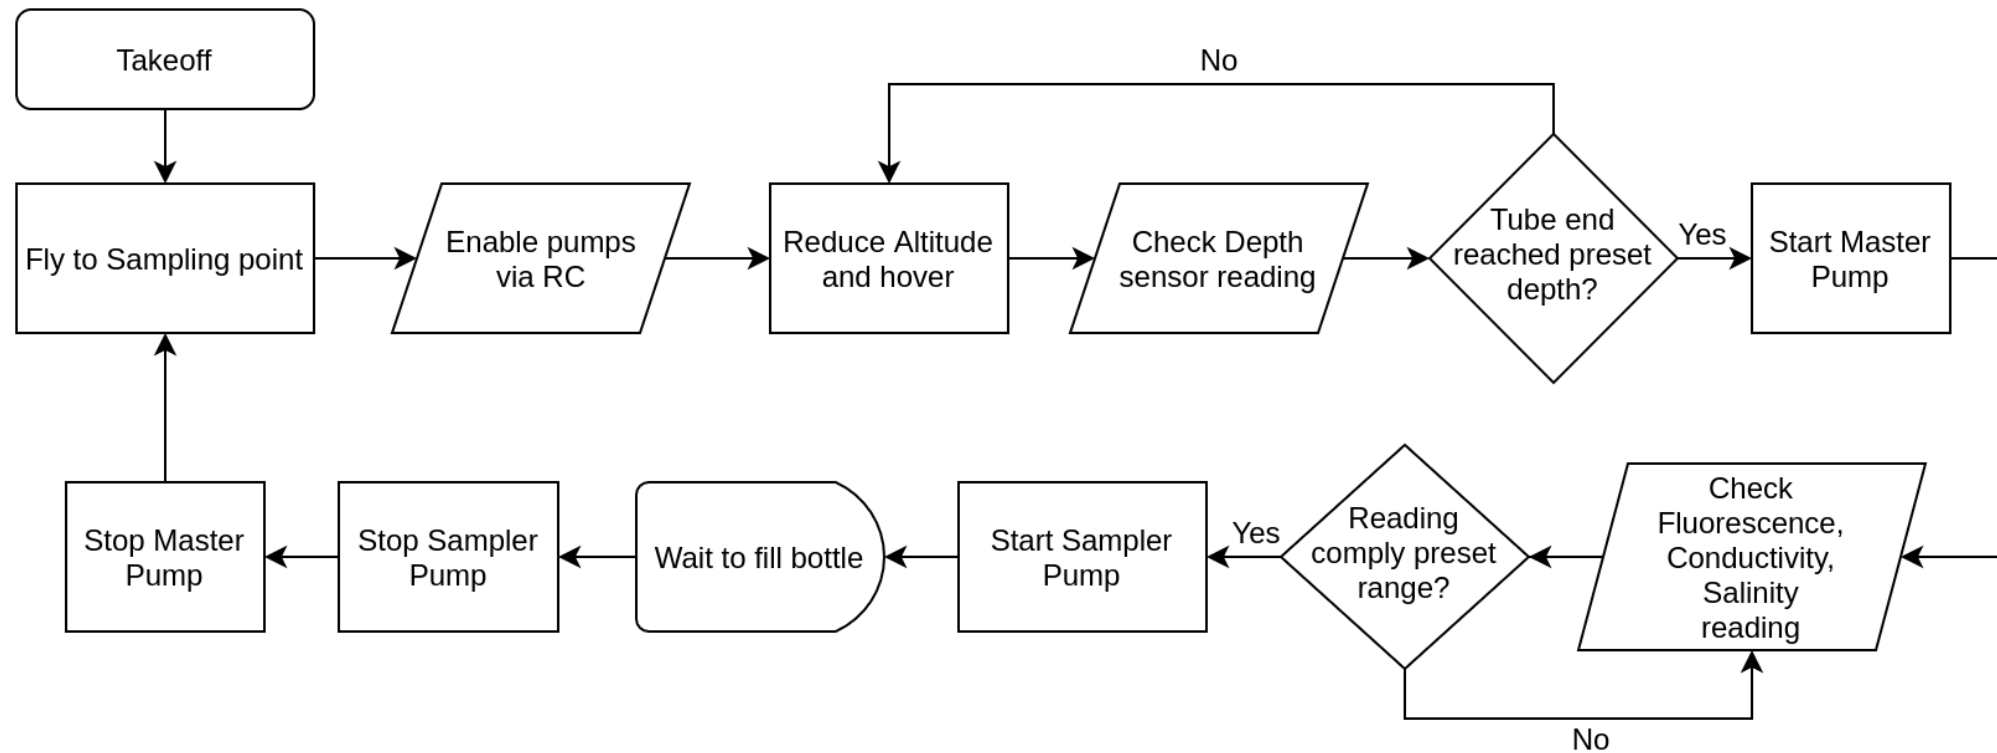 Takeoff
No
Fly to Sampling point
Enable pumps
via RC
Reduce Altitude
and hover
Check Depth
sensor reading
Tube end
reached preset
depth?
Yes
Start Master
Pump
Stop Master
Pump
Stop Sampler
Pump
Wait to fill bottle
Start Sampler
Pump
Yes
Reading
comply preset
range?
Check
Fluorescence,
Conductivity,
Salinity
reading
No